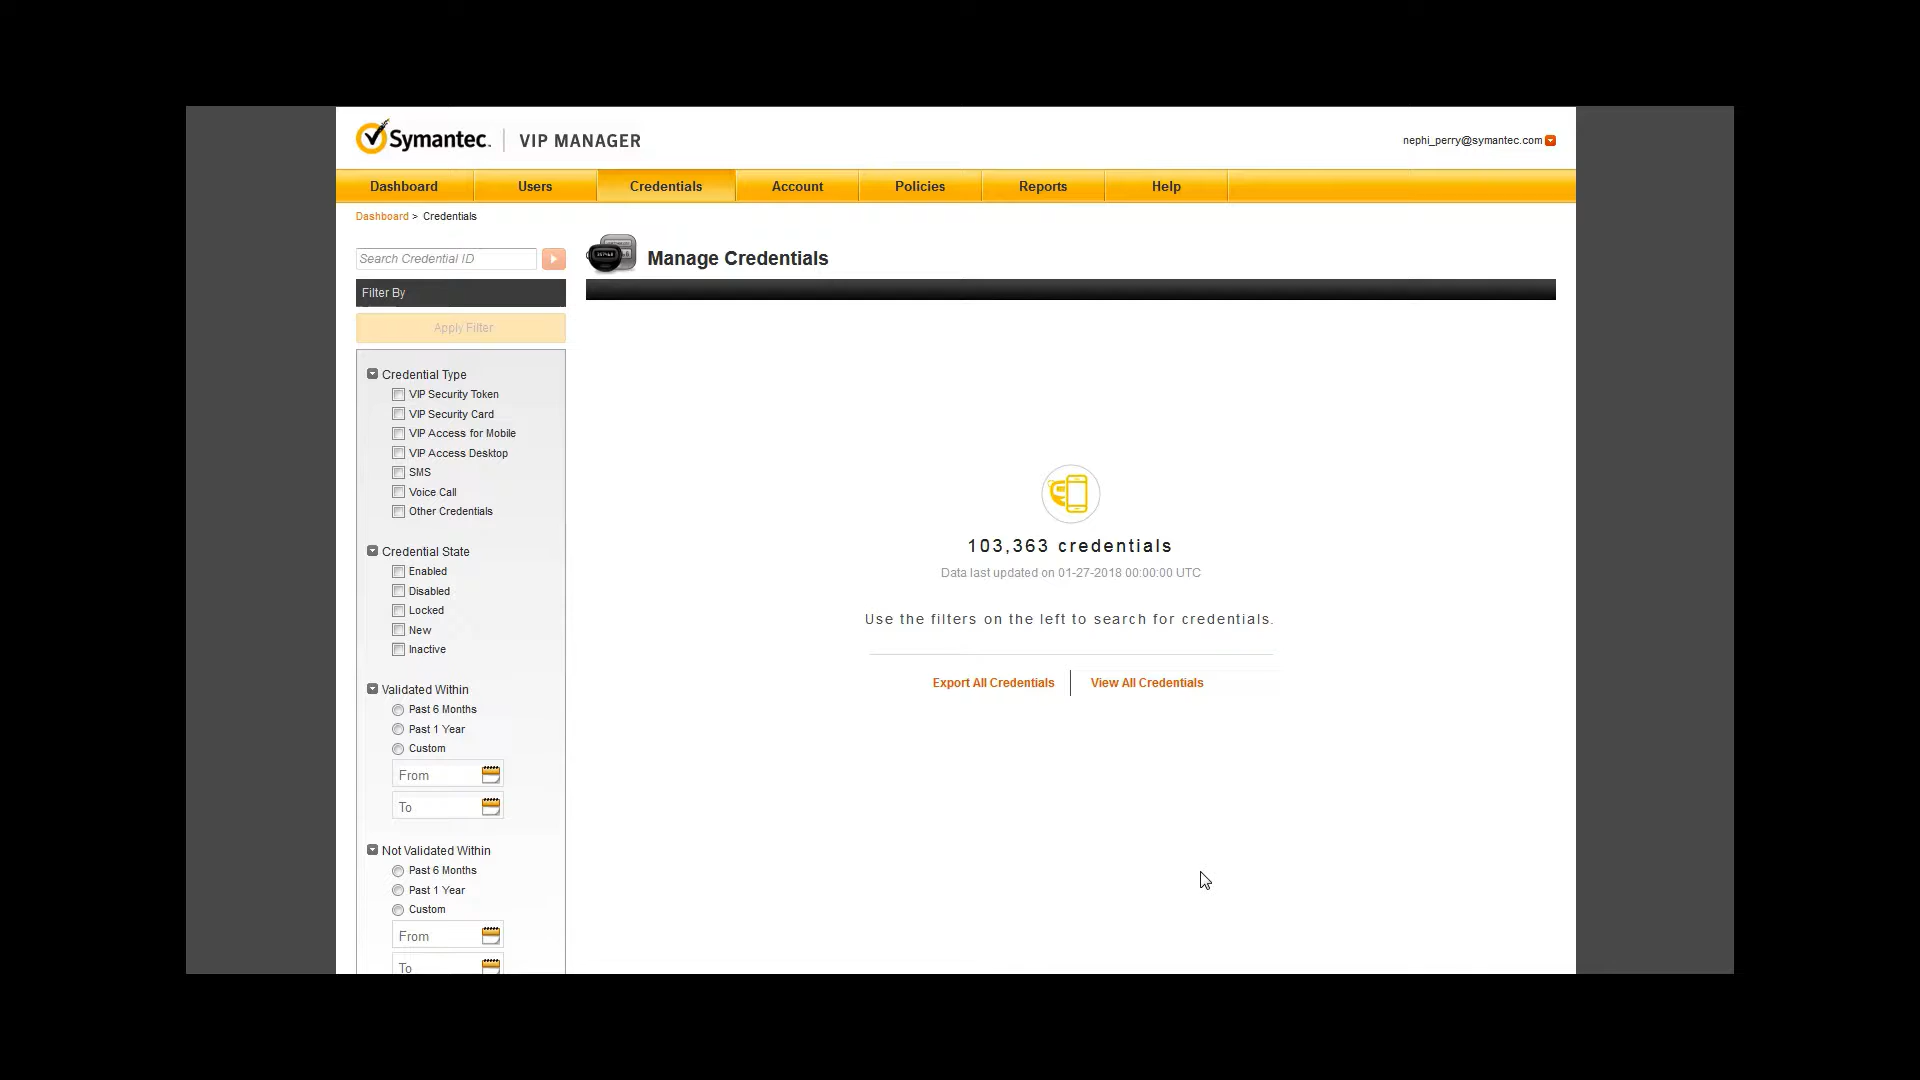 Symantec. VIP MANAGER
nephi_perry@symantec.com
Dashboard Users Credentials Account Policies Reports Help
Dashboard > Credentials
Search Credential ID
Manage Credentials
Filter By
Apply Filter
Credential Type
VIP Security Token
VIP Security Card
VIP Access for Mobile
VIP Access Desktop
SMS
Voice Call
Other Credentials
Credential State
Enabled
Disabled
Locked
New
Inactive
Validated Within
Past 6 Months
Past 1 Year
Custom
From
To
Not Validated Within
Past 6 Months
Past 1 Year
Custom
From
To
103,363 credentials
Data last updated on 01-27-2018 00:00:00 UTC
Use the filters on the left to search for credentials.
Export All Credentials
View All Credentials